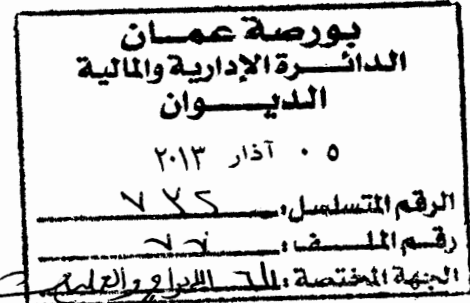 بورصة عمان
الدائرة الإدارية والمالية
الديوان
٠٥ آذار ٢٠١٣
الرقم المتسلسل:
رقم الملف:
الجهة المختصة: